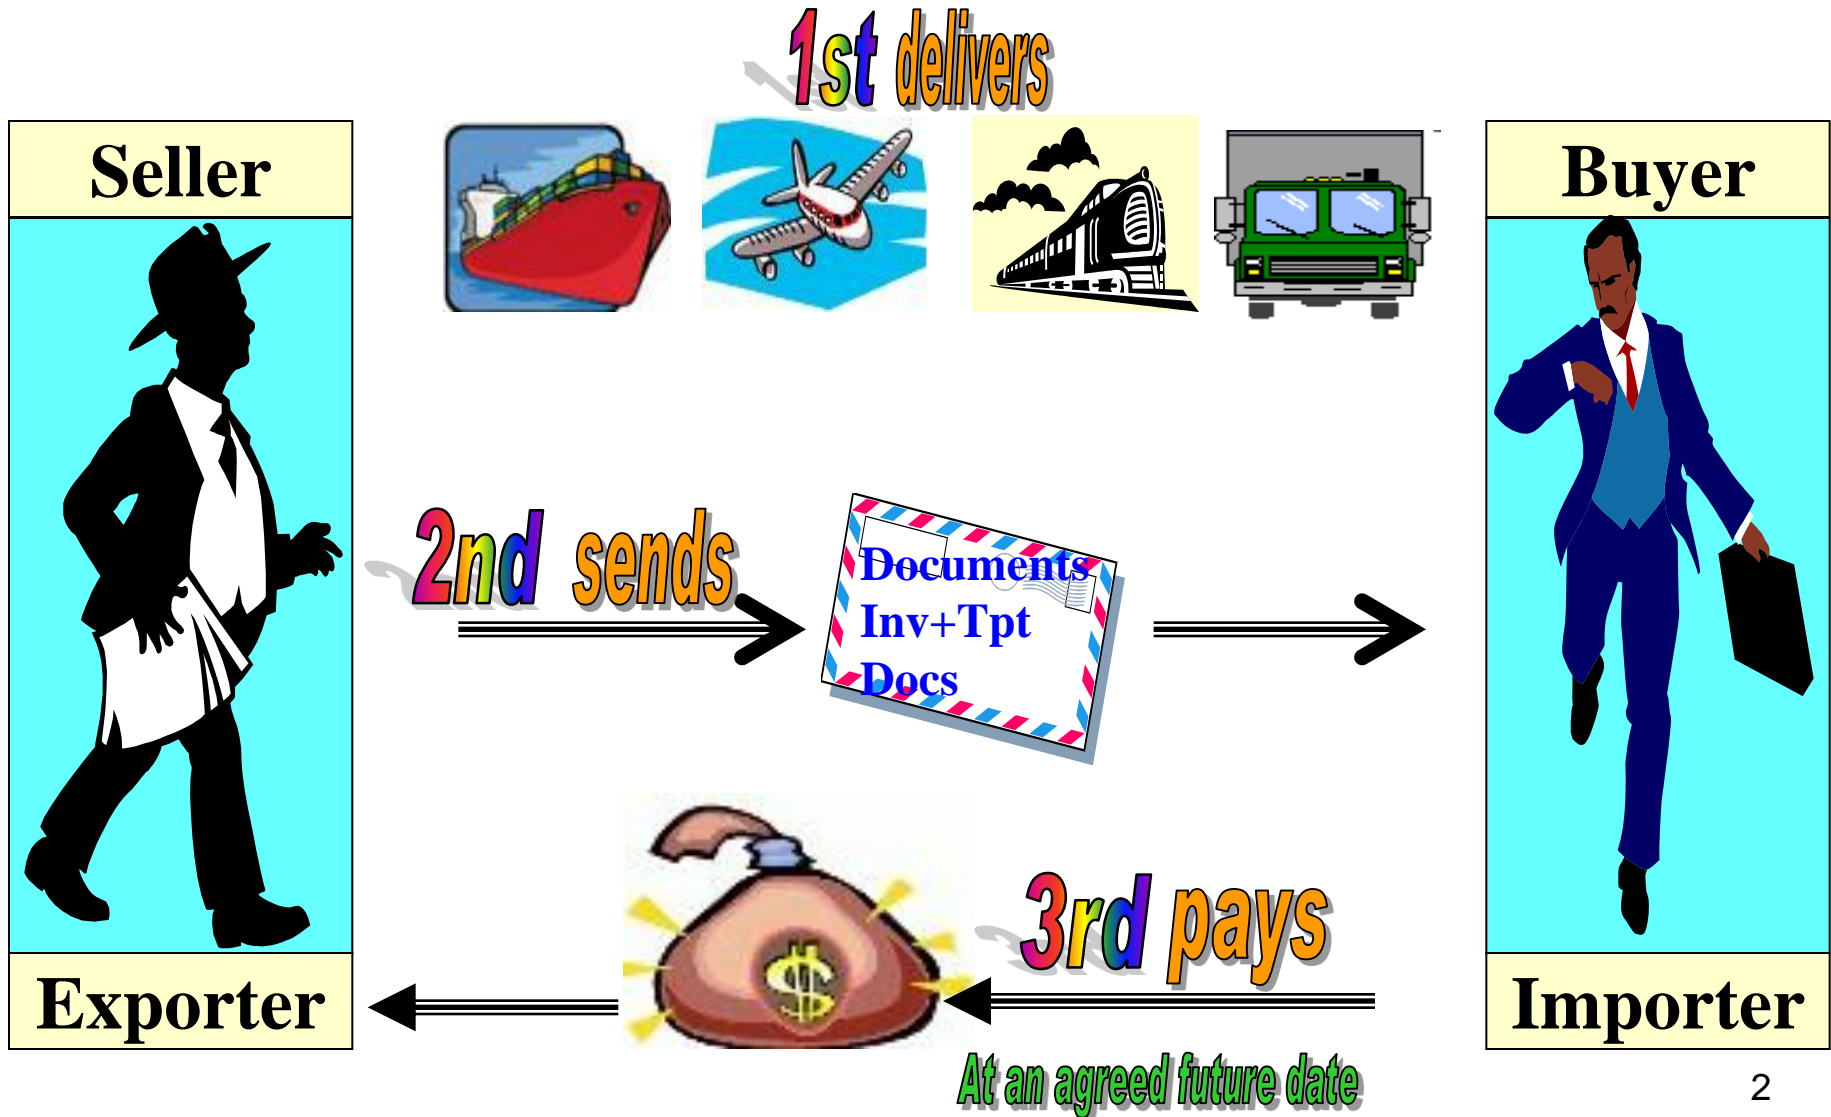 1st delivers
Seller
Buyer
2nd sends
Documents
Inv+Tpt
Docs
$
3rd pays
Exporter
Importer
At an agreed future date
2